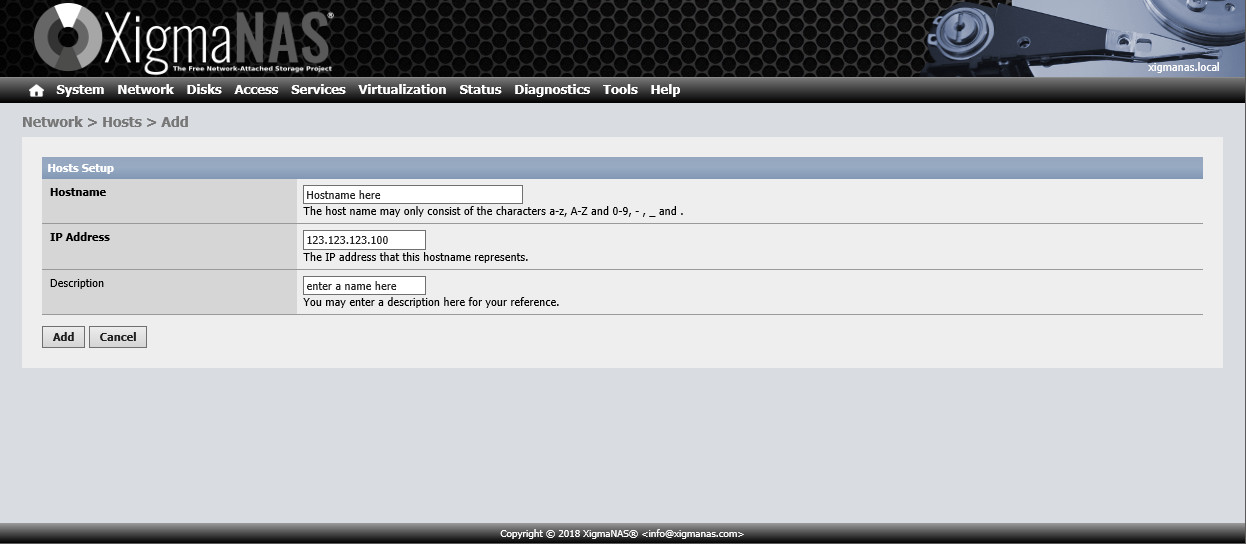 XigmaNAS®
The Free Network-Attached Storage Project
xigmanas.local
System Network Disks Access Services Virtualization Status Diagnostics Tools Help
Network > Hosts > Add
Hosts Setup
Hostname
Hostname here
The host name may only consist of the characters a-z, A-Z and 0-9, - , _ and .
IP Address
123.123.123.100
The IP address that this hostname represents.
Description
enter a name here
You may enter a description here for your reference.
Add Cancel
Copyright © 2018 XigmaNAS® <info@xigmanas.com>